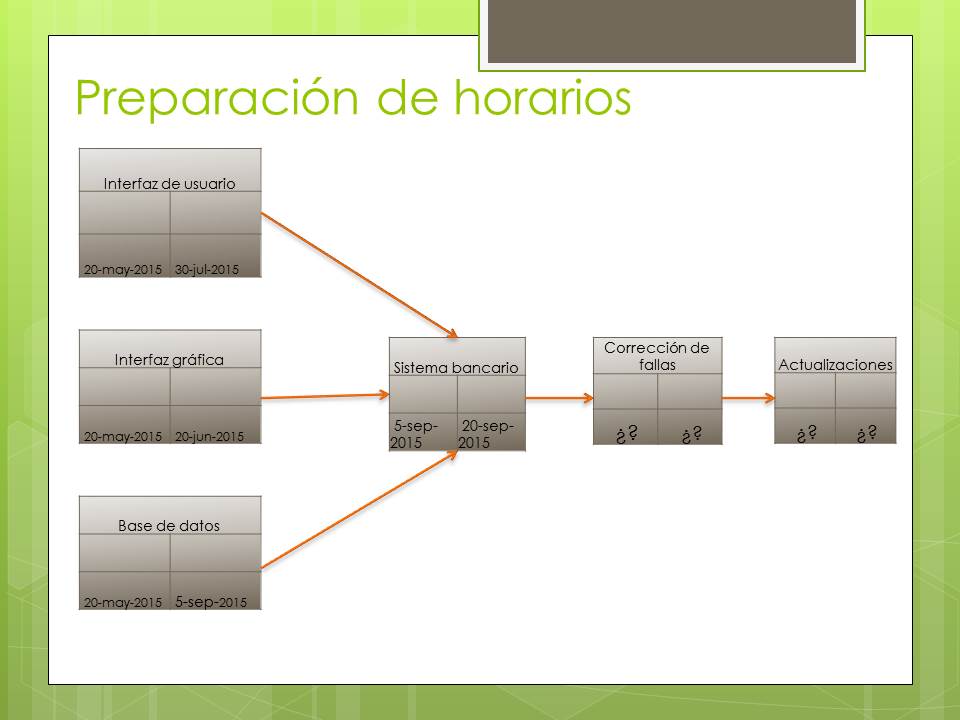 Preparación de horarios
Interfaz de usuario
20-may-2015 30-jul-2015
Interfaz gráfica
20-may-2015 20-jun-2015
Base de datos
20-may-2015 5-sep-2015
Sistema bancario
5-sep-
2015
20-sep-
2015
Corrección de
fallas
¿? ¿?
Actualizaciones
¿? ¿?